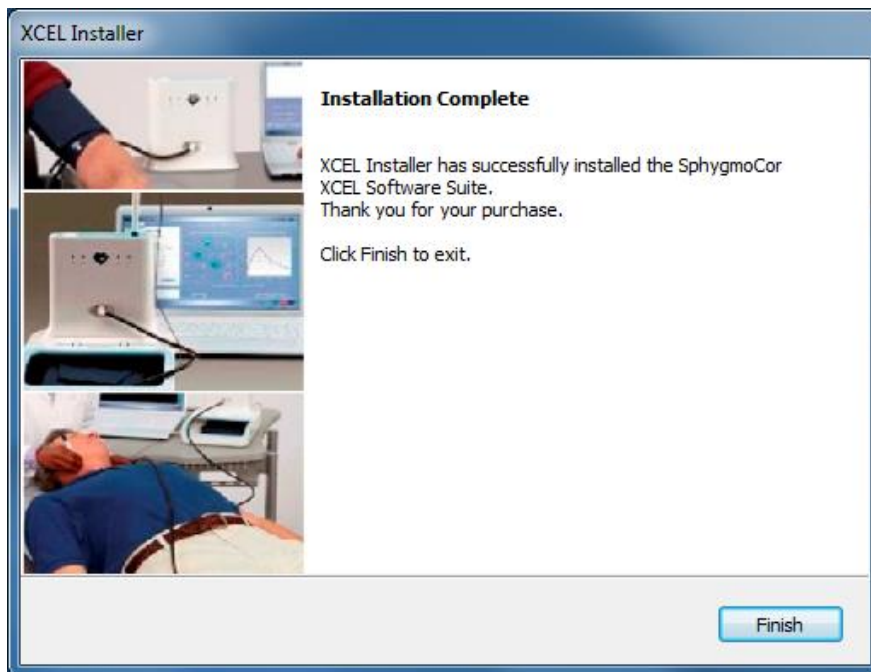 XCEL Installer
Installation Complete
XCEL Installer has successfully installed the SphygmoCor
XCEL Software Suite.
Thank you for your purchase.
Click Finish to exit.
Finish